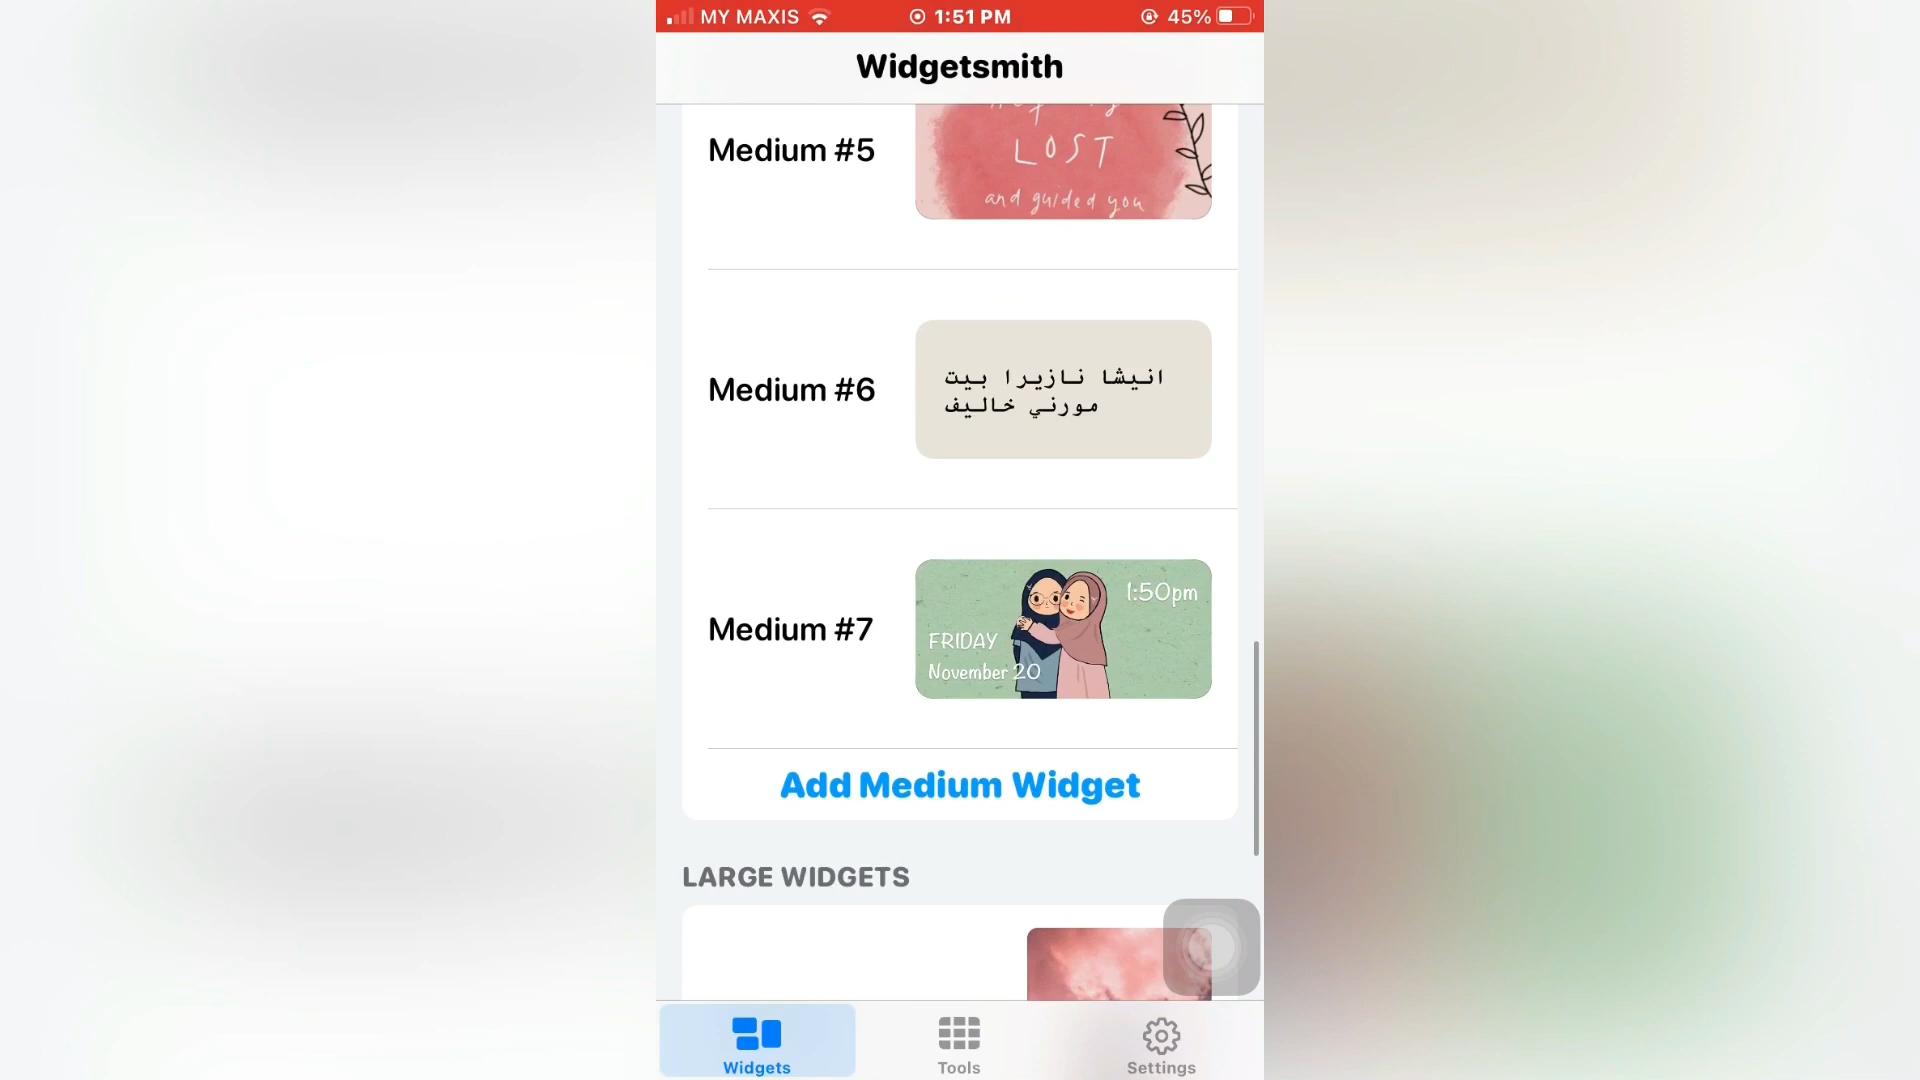 MY MAXIS
1:51 PM
45%
Widgetsmith
Medium #5
LOST
and guided you
Medium #6
انيشا نازيرا بيت
مورني خاليف
Medium #7
1:50pm
FRIDAY
November 20
Add Medium Widget
LARGE WIDGETS
Widgets
Tools
Settings